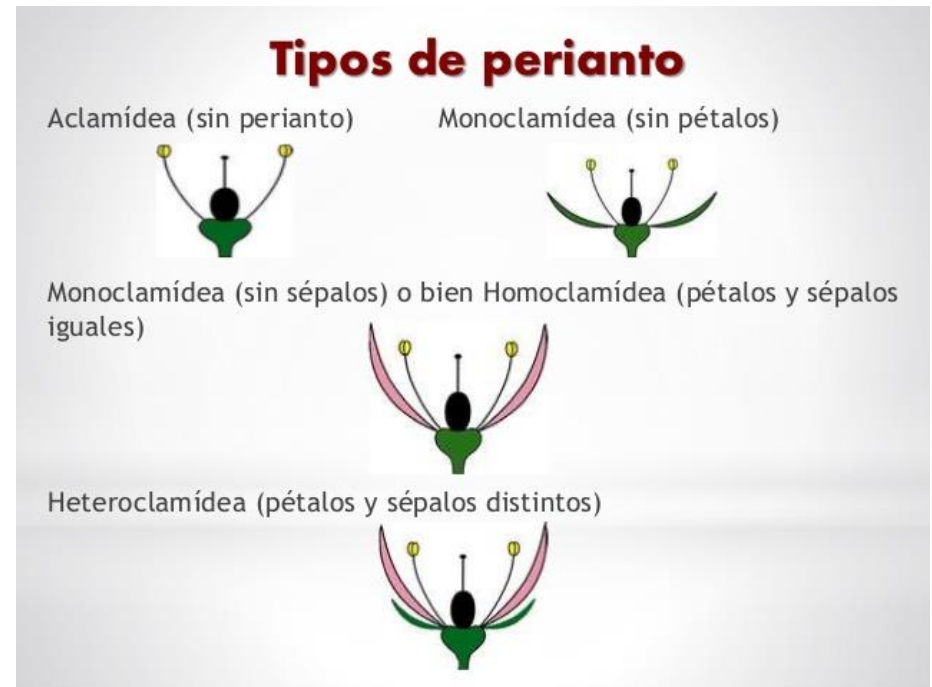 Tipos de perianto
Aclamídea (sin perianto)
Monoclamídea (sin pétalos)
Monoclamídea (sin sépalos) o bien Homoclamídea (pétalos y sépalos
iguales)
Heteroclamídea (pétalos y sépalos distintos)